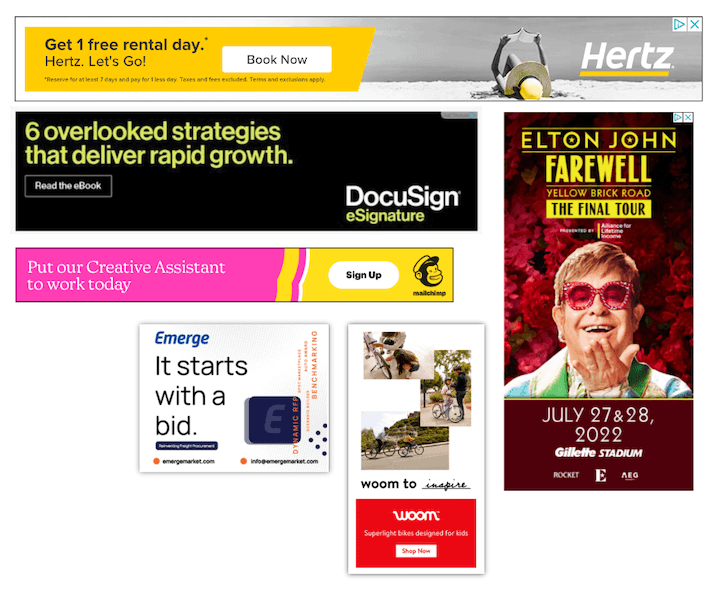 Get 1 free rental day.*
Hertz. Let's Go!
*Reserve for at least 7 days and pay for 1 less day. Taxes and fees excluded. Terms and exclusions apply.
Book Now
Hertz.
6 overlooked strategies
that deliver rapid growth.
Read the eBook
DocuSign®
eSignature
Put our Creative Assistant
to work today
Sign Up
mailchimp
ELTON JOHN
FAREWELL
YELLOW BRICK ROAD
THE FINAL TOUR
PRESENTED BY
Alliance for
Lifetime
Income
JULY 27&28,
2022
Gillette STADIUM
ROCKET E AEG
Emerge
It starts
with a
bid.
E
Reinventing Freight Procurement
DYNAMIC RFP
SPOT MARKETPLACE
AUTO AWARD
BENCHMARKING
emergemarket.com info@emergemarket.com
woom to inspire
woom
Superlight bikes designed for kids
Shop Now